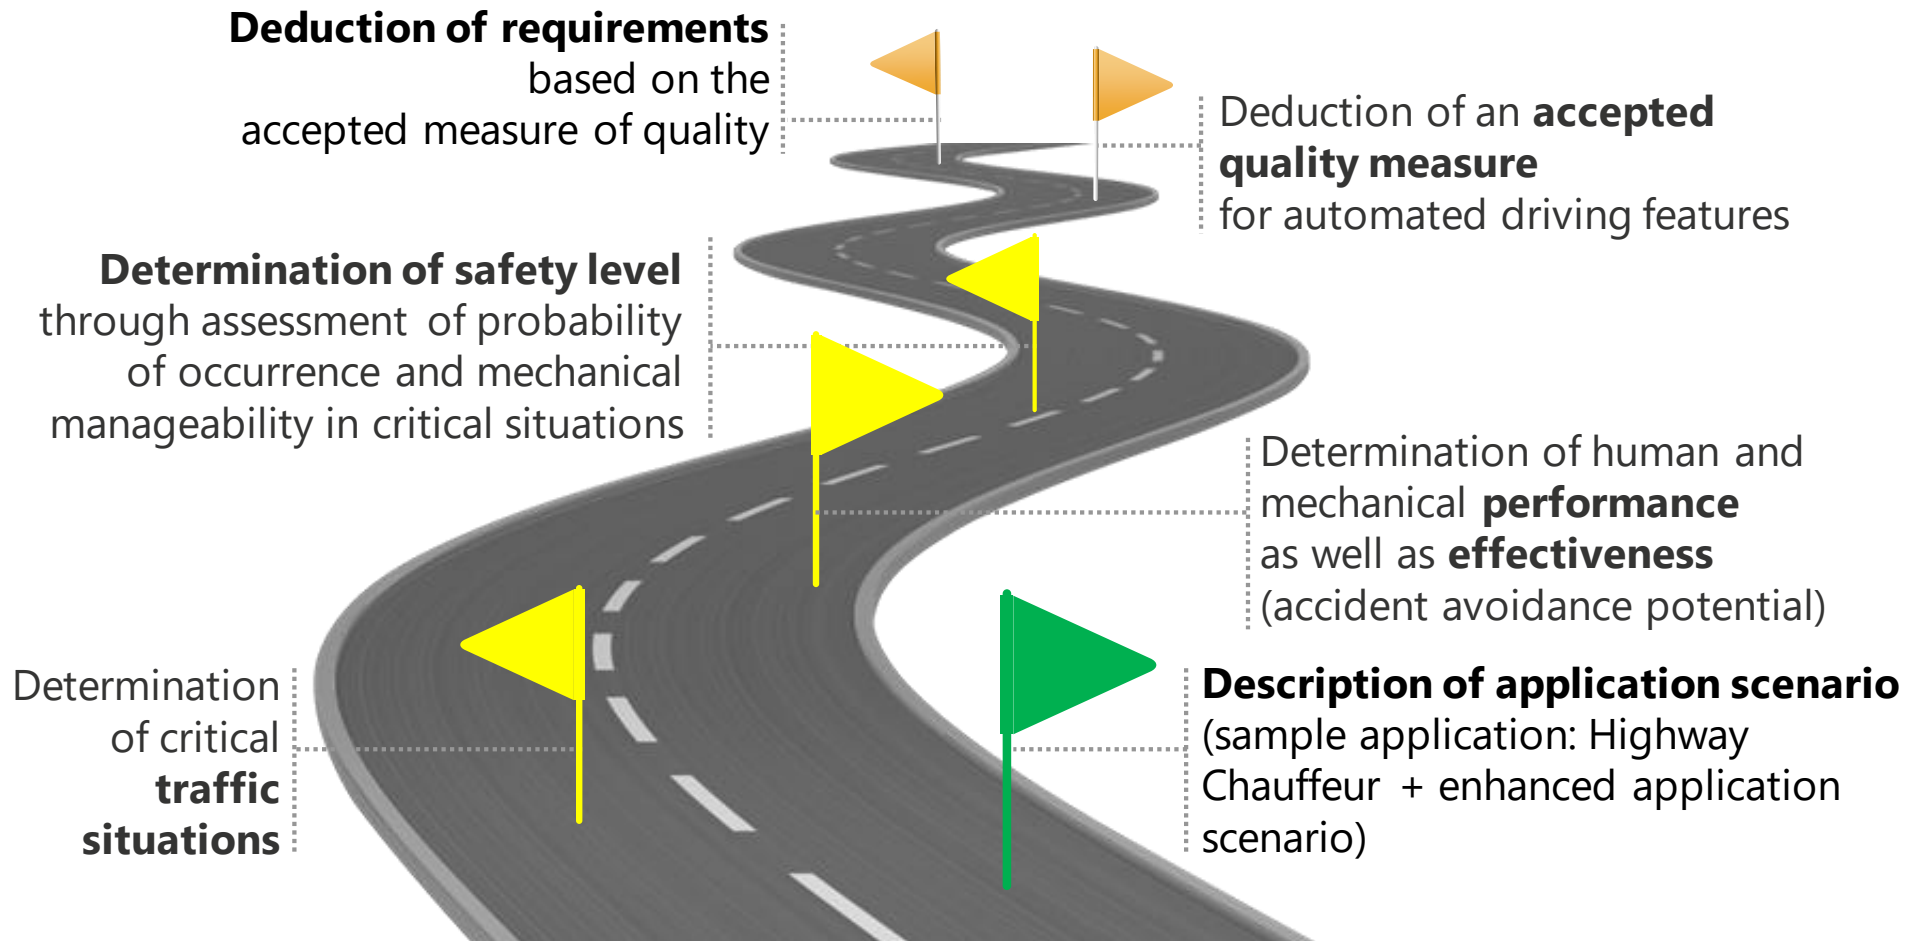 Deduction of requirements
based on the
accepted measure of quality
Deduction of an accepted
quality measure
for automated driving features
Determination of safety level
through assessment of probability
of occurrence and mechanical
manageability in critical situations
Determination of human and
mechanical performance
as well as effectiveness
(accident avoidance potential)
Determination
of critical
traffic
situations
Description of application scenario
(sample application: Highway
Chauffeur + enhanced application
scenario)